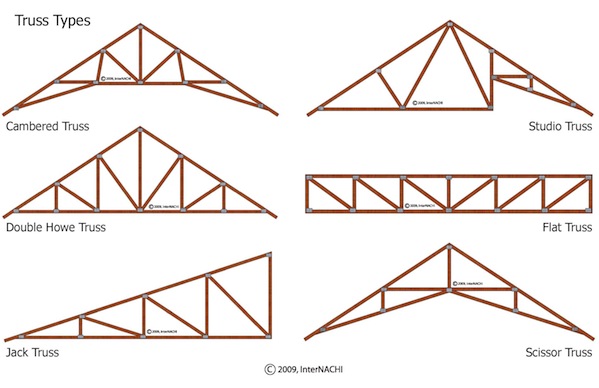 Truss Types
© 2009, InterNACHI
© 2009, InterNACHI
Cambered Truss
Studio Truss
© 2009, InterNACHI
© 2009, InterNACHI
Double Howe Truss
Flat Truss
© 2009, InterNACHI
© 2009, InterNACHI
Jack Truss
Scissor Truss
© 2009, InterNACHI